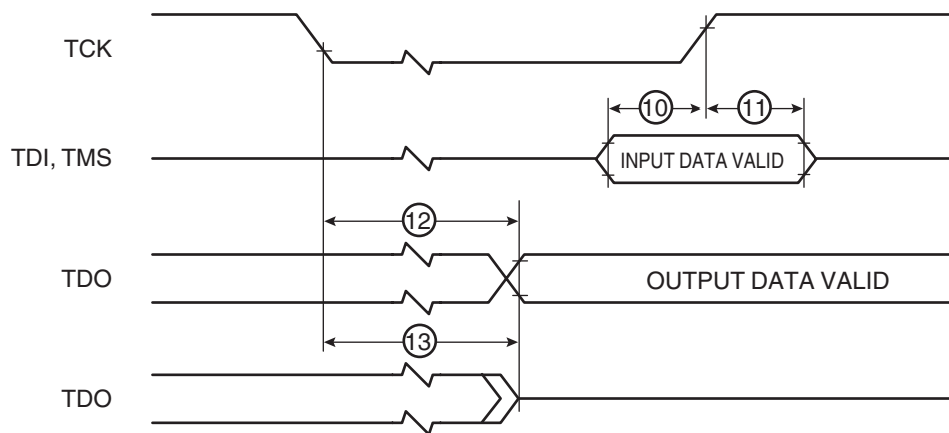 TCK
10
11
TDI, TMS
INPUT DATA VALID
12
TDO
OUTPUT DATA VALID
13
TDO